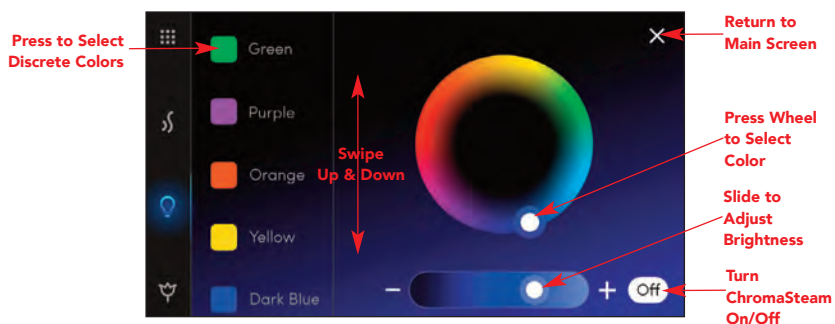 Press to Select
Discrete Colors
Green
Purple
Orange
Yellow
Dark Blue
Swipe
Up & Down
Return to
Main Screen
Press Wheel
to Select
Color
Slide to
Adjust
Brightness
Off
Turn
ChromaSteam
On/Off